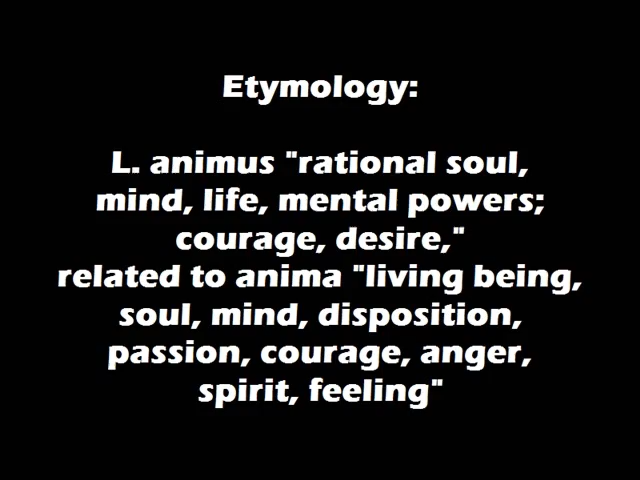 Etymology:
L. animus "rational soul,
mind, life, mental powers;
courage, desire,"
related to anima "living being,
soul, mind, disposition,
passion, courage, anger,
spirit, feeling"